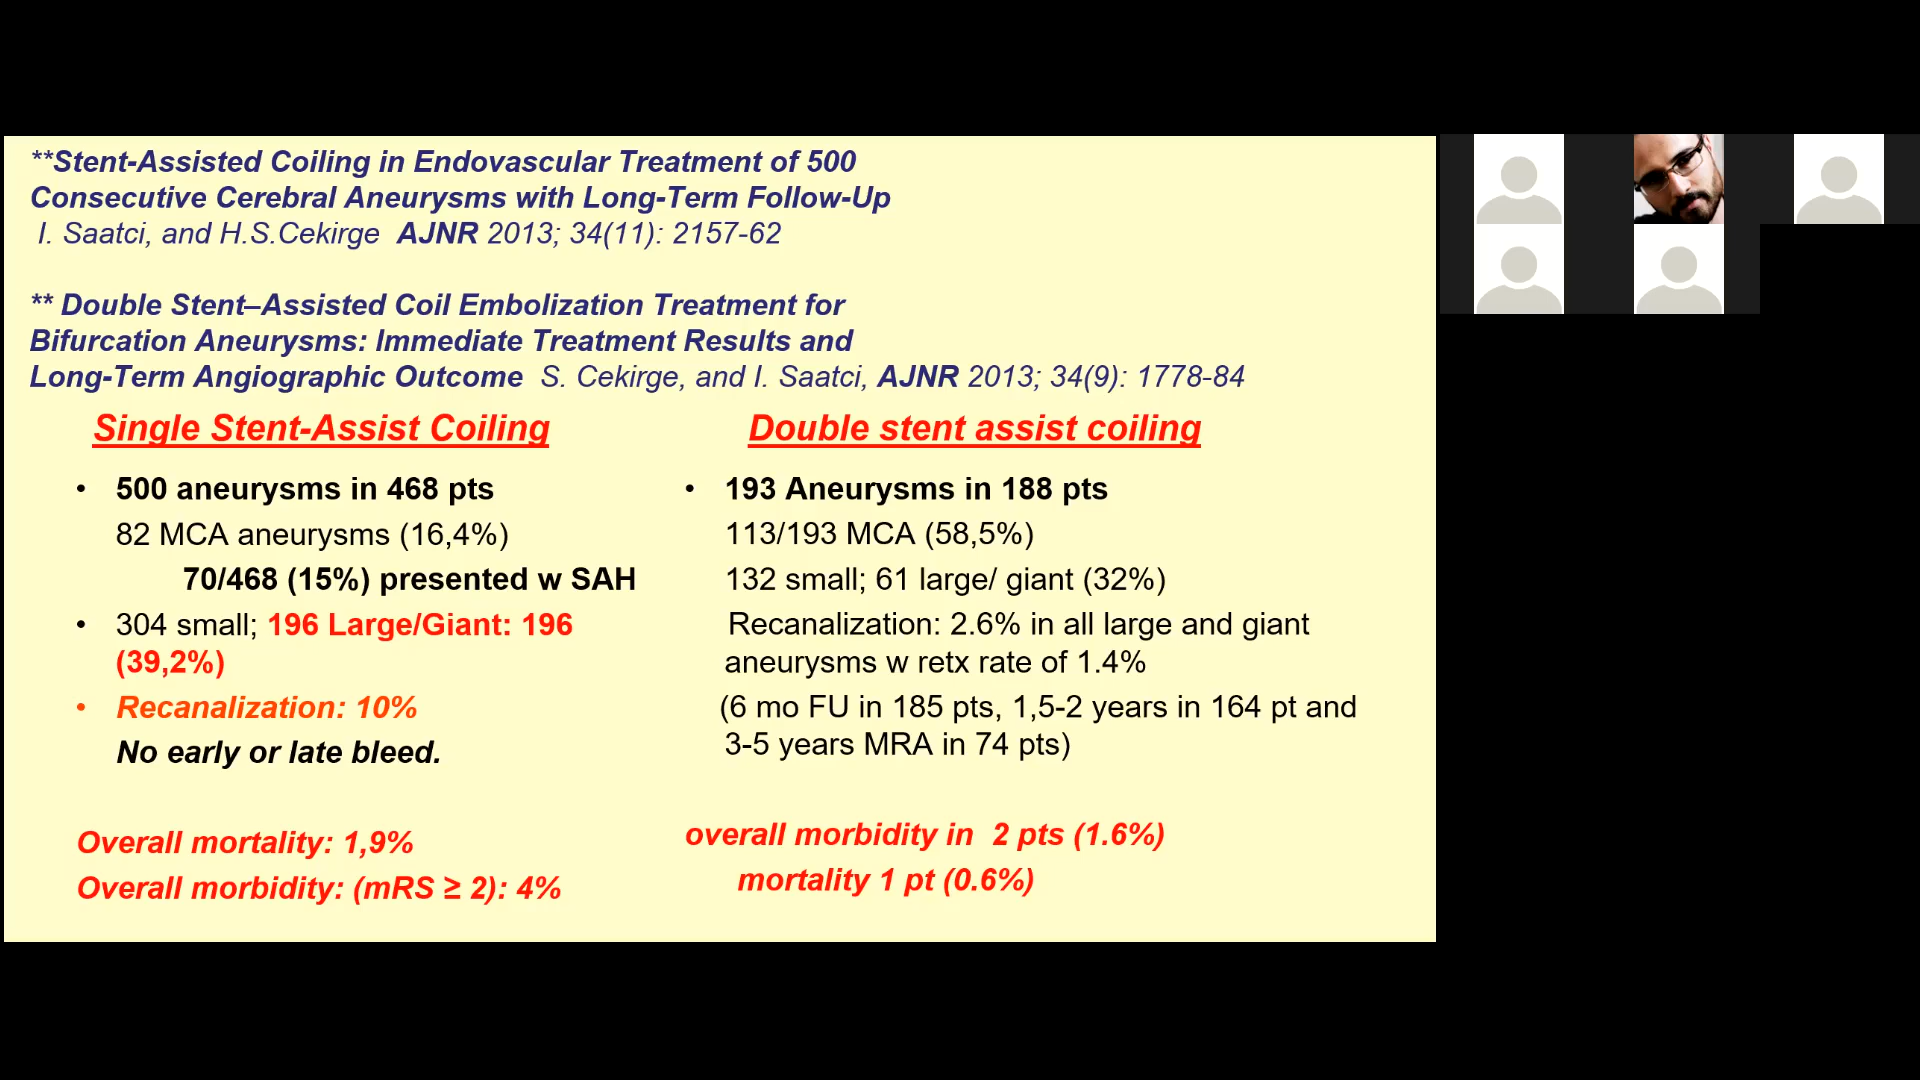 **Stent-Assisted Coiling in Endovascular Treatment of 500
Consecutive Cerebral Aneurysms with Long-Term Follow-Up
I. Saatci, and H.S.Cekirge AJNR 2013; 34(11): 2157-62
** Double Stent–Assisted Coil Embolization Treatment for
Bifurcation Aneurysms: Immediate Treatment Results and
Long-Term Angiographic Outcome S. Cekirge, and I. Saatci, AJNR 2013; 34(9): 1778-84
Single Stent-Assist Coiling
• 500 aneurysms in 468 pts
82 MCA aneurysms (16,4%)
70/468 (15%) presented w SAH
• 304 small; 196 Large/Giant: 196
(39,2%)
• Recanalization: 10%
No early or late bleed.
Overall mortality: 1,9%
Overall morbidity: (mRS ≥ 2): 4%
Double stent assist coiling
• 193 Aneurysms in 188 pts
113/193 MCA (58,5%)
132 small; 61 large/ giant (32%)
Recanalization: 2.6% in all large and giant
aneurysms w retx rate of 1.4%
(6 mo FU in 185 pts, 1,5-2 years in 164 pt and
3-5 years MRA in 74 pts)
overall morbidity in 2 pts (1.6%)
mortality 1 pt (0.6%)